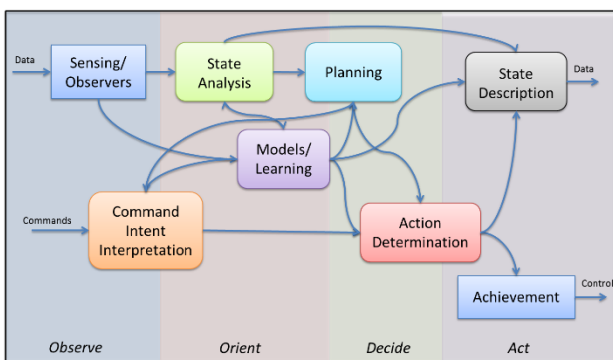 Data
Sensing/
Observers
State
Analysis
Planning
State
Description
Data
Models/
Learning
Commands
Command
Intent
Interpretation
Action
Determination
Achievement
Control
Observe
Orient
Decide
Act